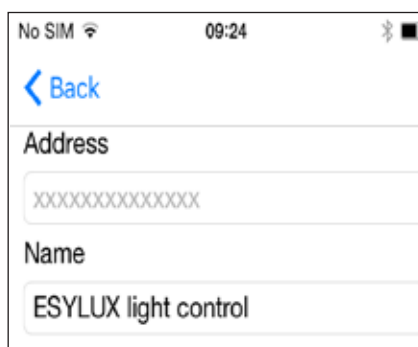 No SIM 09:24
Back
Address
xxxxxxxxxxxxxx
Name
ESYLUX light control